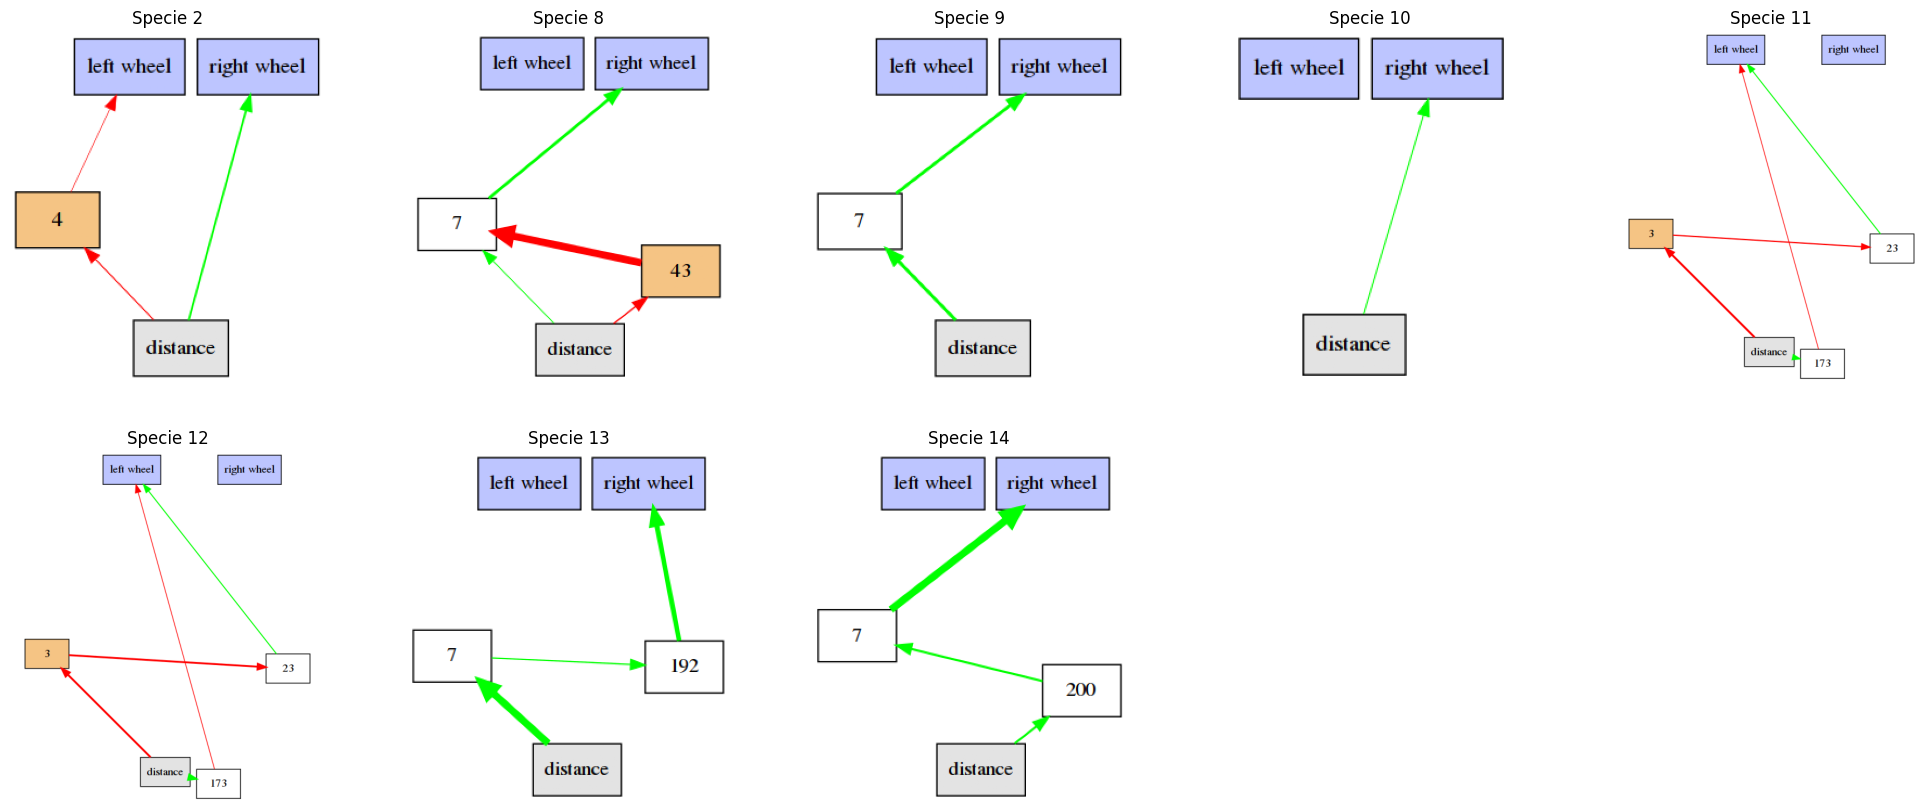 Specie 2
left wheel
right wheel
4
distance
Specie 8
left wheel
right wheel
7
43
distance
Specie 9
left wheel
right wheel
7
distance
Specie 10
left wheel
right wheel
distance
Specie 11
left wheel
right wheel
3
23
distance
173
Specie 12
left wheel
right wheel
3
23
distance
173
Specie 13
left wheel
right wheel
7
192
distance
Specie 14
left wheel
right wheel
7
200
distance